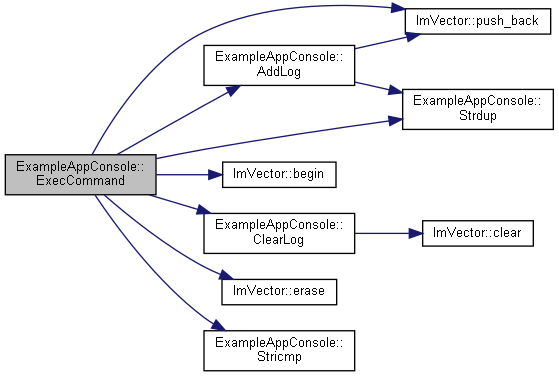 ExampleAppConsole::
ExecCommand
ImVector::push_back
ExampleAppConsole::
AddLog
ExampleAppConsole::
Strdup
ImVector::begin
ExampleAppConsole::
ClearLog
ImVector::clear
ImVector::erase
ExampleAppConsole::
Stricmp